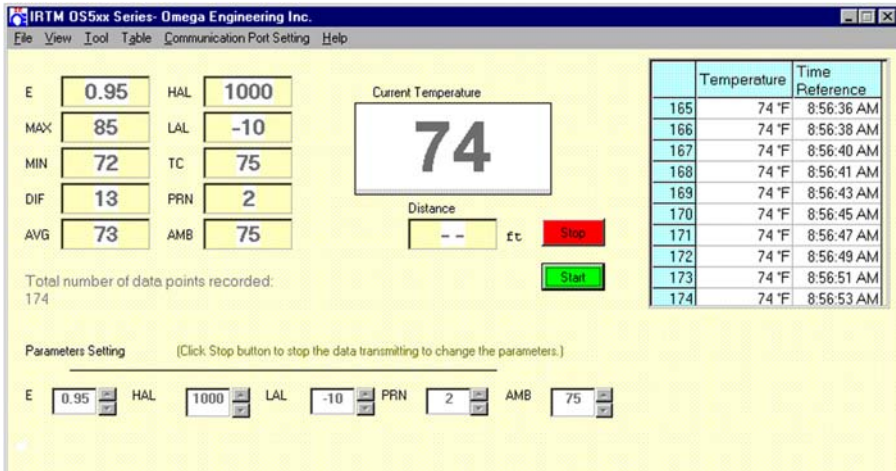 IRTM OS5xx Series- Omega Engineering Inc.
File View Tool Table Communication Port Setting Help
E 0.95 HAL 1000
MAX 85 LAL -10
MIN 72 TC 75
DIF 13 PRN 2
AVG 73 AMB 75
Total number of data points recorded:
174
Current Temperature
74
Distance
- - ft
Stop
Start
Temperature Time Reference
165 74 °F 8:56:36 AM
166 74 °F 8:56:38 AM
167 74 °F 8:56:40 AM
168 74 °F 8:56:41 AM
169 74 °F 8:56:43 AM
170 74 °F 8:56:45 AM
171 74 °F 8:56:47 AM
172 74 °F 8:56:49 AM
173 74 °F 8:56:51 AM
174 74 °F 8:56:53 AM
Parameters Setting (Click Stop button to stop the data transmitting to change the parameters.)
E 0.95 HAL 1000 LAL -10 PRN 2 AMB 75